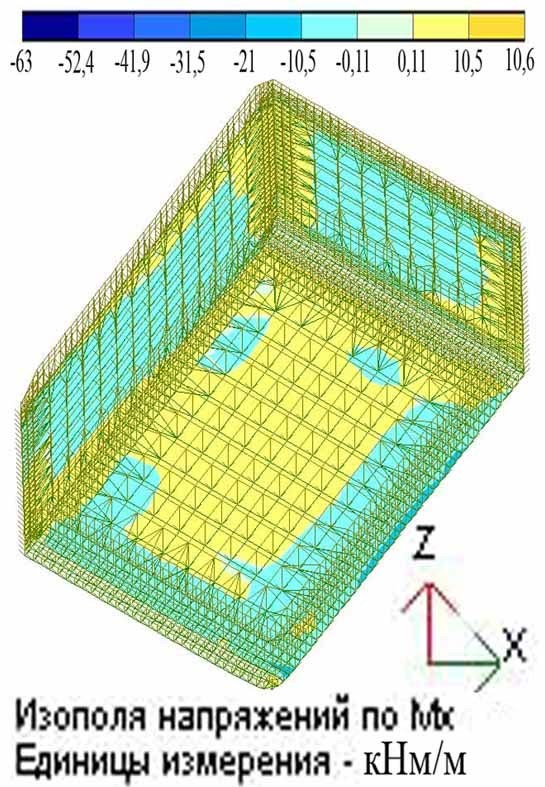 -63 -52,4 -41,9 -31,5 -21 -10,5 -0,11 0,11 10,5 10,6
Z
X
Изополя напряжений по Mx
Единицы измерения - кНм/м